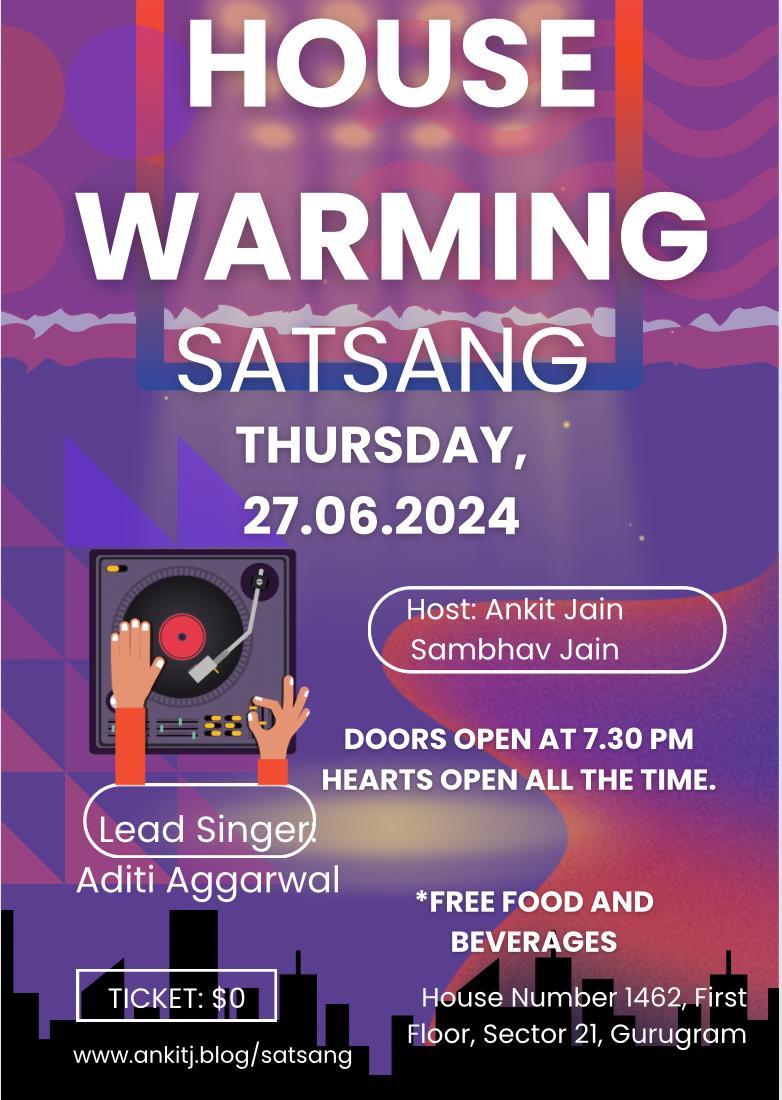 HOUSE
WARMING
SATSANG
THURSDAY,
27.06.2024
Host: Ankit Jain
Sambhav Jain
DOORS OPEN AT 7.30 PM
HEARTS OPEN ALL THE TIME.
Lead Singer:
Aditi Aggarwal
*FREE FOOD AND
BEVERAGES
TICKET: $0
www.ankitj.blog/satsang
House Number 1462, First
Floor, Sector 21, Gurugram